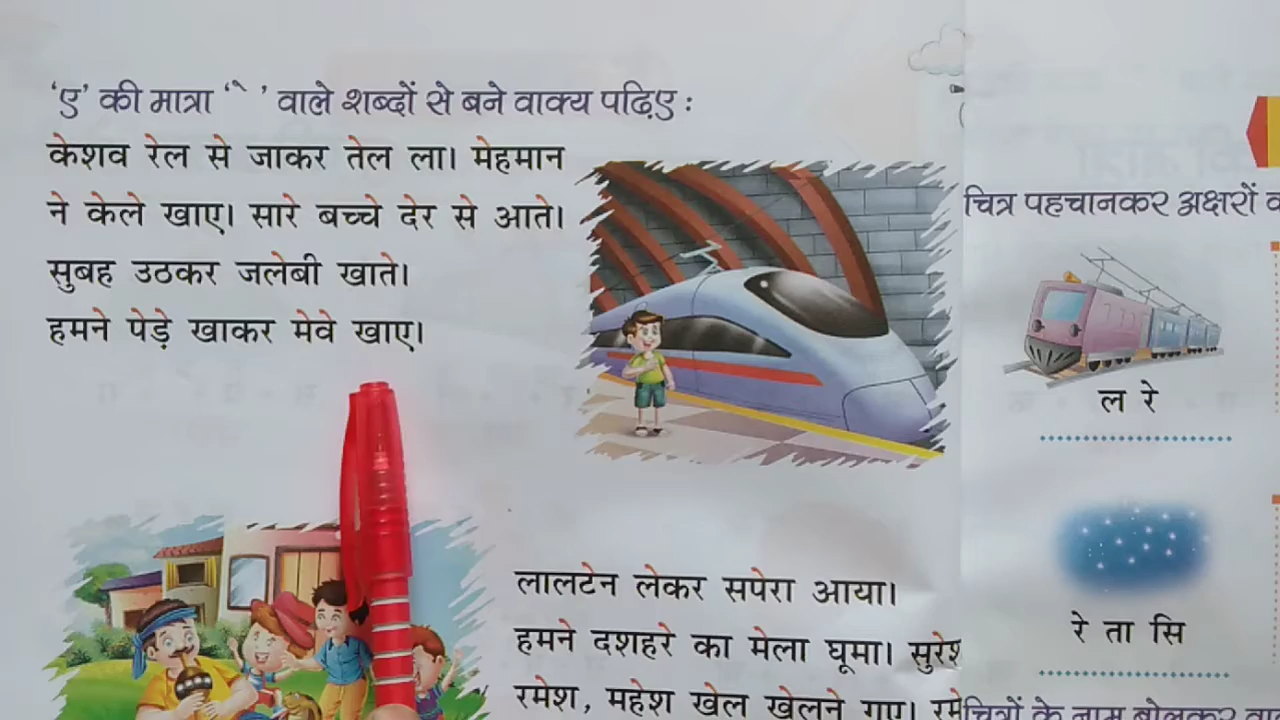 'ए' की मात्रा 'े' वाले शब्दों से बने वाक्य पढ़िए :
केशव रेल से जाकर तेल ला। मेहमान
ने केले खाए। सारे बच्चे देर से आते।
सुबह उठकर जलेबी खाते।
हमने पेड़े खाकर मेवे खाए।
लालटेन लेकर सपेरा आया।
हमने दशहरे का मेला घूमा।
रमेश, महेश खेल खेलने गए।
चित्र पहचानकर अक्षरों
ल रे
रे ता सि
चित्रों के नाम बोलकर